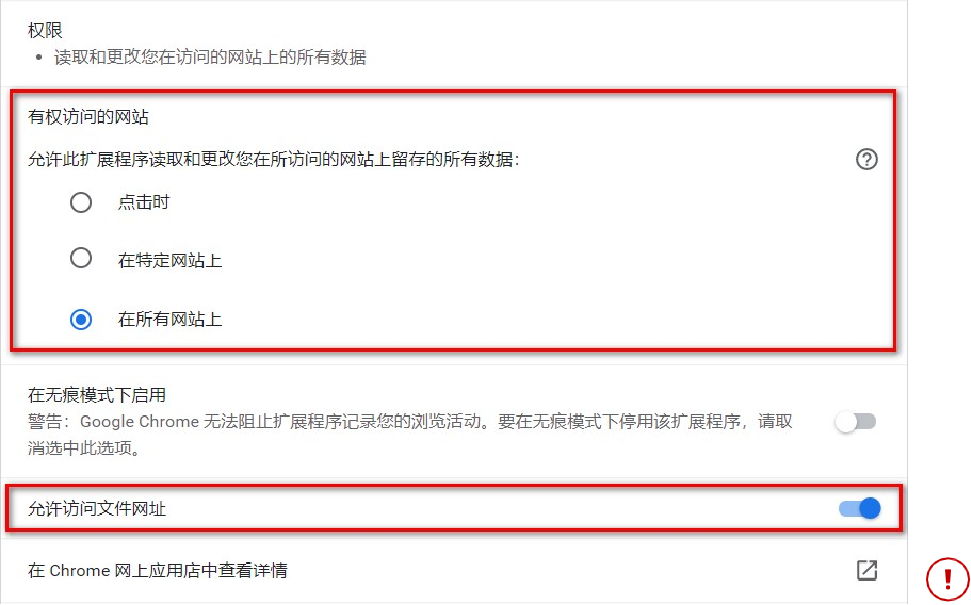 权限
• 读取和更改您在访问的网站上的所有数据
有权访问的网站
允许此扩展程序读取和更改您在所访问的网站上留存的所有数据：
点击时
在特定网站上
在所有网站上
在无痕模式下启用
警告：Google Chrome 无法阻止扩展程序记录您的浏览活动。要在无痕模式下停用该扩展程序，请取
消选中此选项。
允许访问文件网址
在 Chrome 网上应用店中查看详情